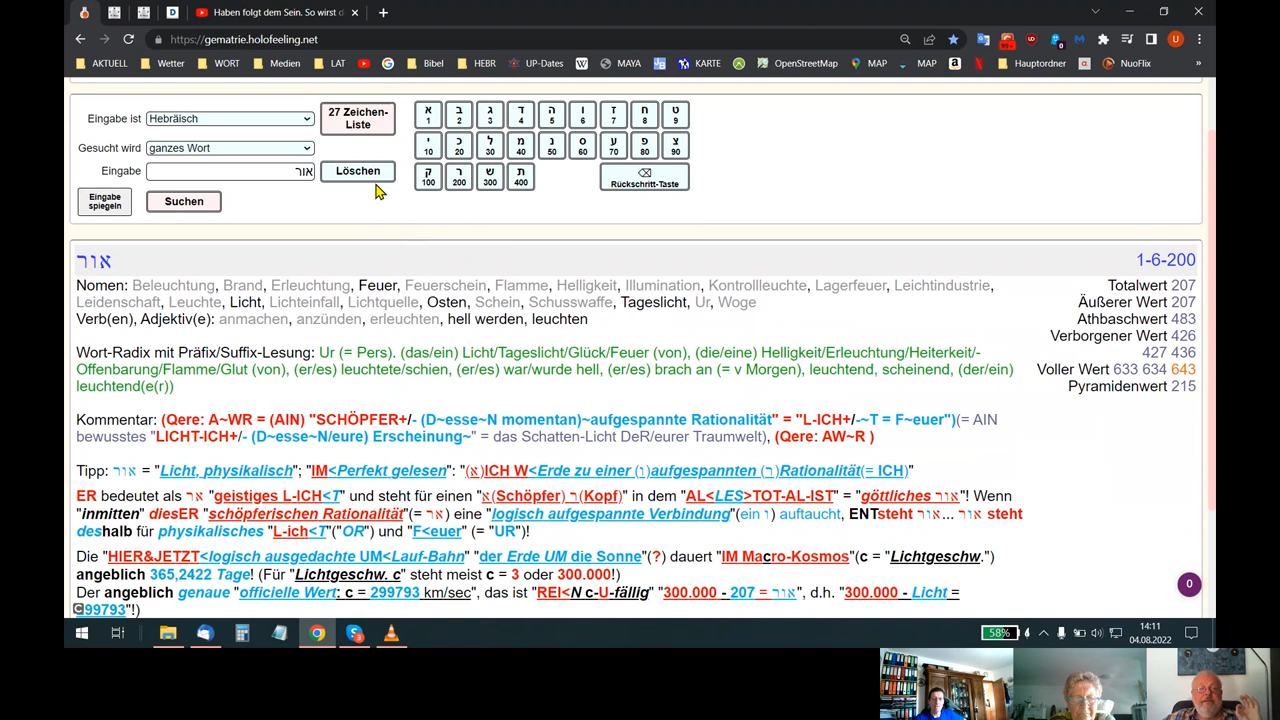 Haben folgt dem Sein. So wirst d
https://gematrie.holofeeling.net
AKTUELL Wetter WORT Medien LAT Bibel HEBR UP-Dates MAYA KARTE OpenStreetMap MAP MAP Hauptordner NuoFlix »
Eingabe ist Hebräisch
27 Zeichen-
Liste
Gesucht wird ganzes Wort
Eingabe אור Löschen
Eingabe
spiegeln
Suchen
א ב ג ד ה ו ז ח ט
1 2 3 4 5 6 7 8 9
י כ ל מ נ ס ע פ צ
10 20 30 40 50 60 70 80 90
ק ר ש ת
100 200 300 400
Rückschritt-Taste
אור 1-6-200
Nomen: Beleuchtung, Brand, Erleuchtung, Feuer, Feuerschein, Flamme, Helligkeit, Illumination, Kontrollleuchte, Lagerfeuer, Leichtindustrie,
Leidenschaft, Leuchte, Licht, Lichteinfall, Lichtquelle, Osten, Schein, Schusswaffe, Tageslicht, Ur, Woge
Verb(en), Adjektiv(e): anmachen, anzünden, erleuchten, hell werden, leuchten
Totalwert 207
Äußerer Wert 207
Athbaschwert 483
Verborgener Wert 426
427 436
Voller Wert 633 634 643
Pyramidenwert 215
Wort-Radix mit Präfix/Suffix-Lesung: Ur (= Pers). (das/ein) Licht/Tageslicht/Glück/Feuer (von), (die/eine) Helligkeit/Erleuchtung/Heiterkeit/-
Offenbarung/Flamme/Glut (von), (er/es) leuchtete/schien, (er/es) war/wurde hell, (er/es) brach an (= v Morgen), leuchtend, scheinend, (der/ein)
leuchtend(e(r))
Kommentar: (Qere: A~WR = (AIN) "SCHÖPFER+/- (D~esse~N momentan)~aufgespannte Rationalität" = "L-ICH+/-~T = F~euer")(= AIN
bewusstes "LICHT-ICH+/- (D~esse~N/eure) Erscheinung~" = das Schatten-Licht DeR/eurer Traumwelt), (Qere: AW~R )
Tipp: אור = "Licht, physikalisch"; "IM<Perfekt gelesen": "(א)ICH W<Erde zu einer (ו)aufgespannten (ר)Rationalität(= ICH)"
ER bedeutet als אר "geistiges L-ICH<T" und steht für einen "א(Schöpfer) ר(Kopf)" in dem "AL<LES>TOT-AL-IST" = "göttliches אור"! Wenn
"inmitten" diesER "schöpferischen Rationalität"(= אר) eine "logisch aufgespannte Verbindung"(ein ו) auftaucht, ENTsteht אור... אור steht
deshalb für physikalisches "L-ich<T"("OR") und "F<euer (= "UR")!
Die "HIER&JETZT<logisch ausgedachte UM<Lauf-Bahn" "der Erde UM die Sonne"(?) dauert "IM Macro-Kosmos"(c = "Lichtgeschw.")
angeblich 365,2422 Tage! (Für "Lichtgeschw. c" steht meist c = 3 oder 300.000!)
Der angeblich genaue "officielle Wert: c = 299793 km/sec", das ist "REI<N c-U-fällig" "300.000 - 207 = אור", d.h. "300.000 - Licht =
C99793"!)
0
58%
14:11
04.08.2022